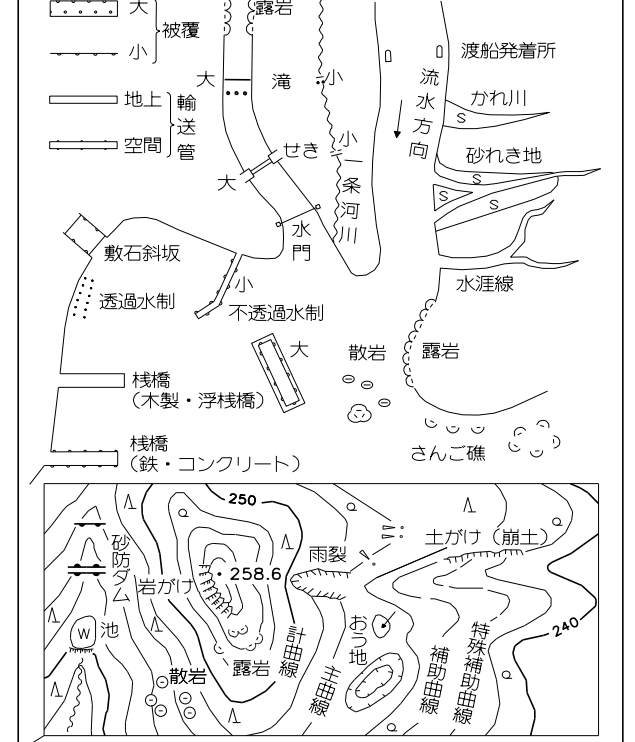 大
小
被覆
地上
空間
輸送管
露岩
大
滝
小
せき
大
小
一条河川
水門
渡船発着所
流水方向
かれ川
S
砂れき地
S
S
S
水涯線
敷石斜坂
透過水制
小
不透過水制
大
散岩
露岩
さんご礁
桟橋
(木製・浮桟橋)
桟橋
(鉄・コンクリート)
250
砂防ダム
岩がけ
258.6
雨裂
土がけ(崩土)
W
池
散岩
露岩
計曲線
主曲線
おう地
補助曲線
特殊補助曲線
240